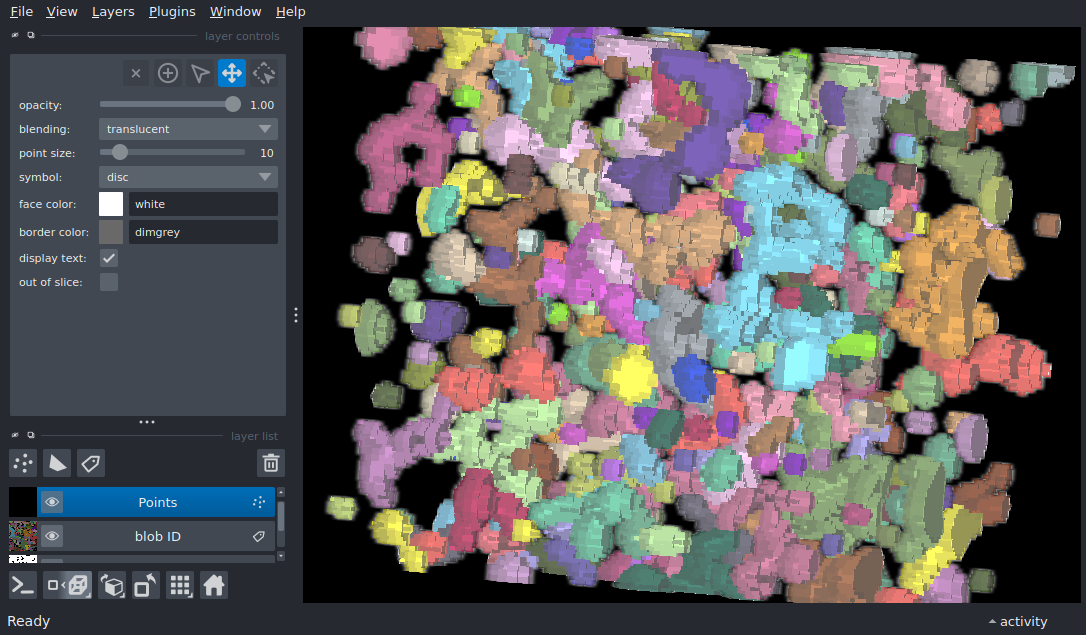 File View Layers Plugins Window Help
layer controls
opacity: 1.00
blending: translucent
point size: 10
symbol: disc
face color: white
border color: dimgrey
display text:
out of slice:
layer list
Points
blob ID
Ready activity